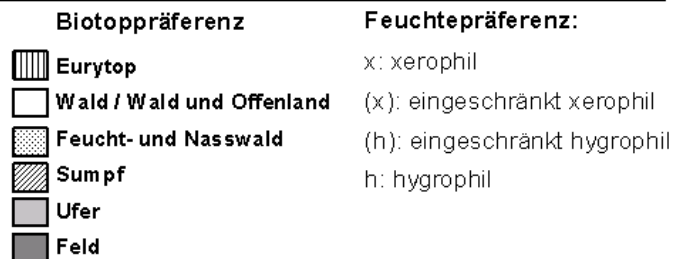 Biotoppräferenz
Eurytop
Wald / Wald und Offenland
Feucht- und Nasswald
Sumpf
Ufer
Feld
Feuchtepräferenz:
x: xerophil
(x): eingeschränkt xerophil
(h): eingeschränkt hygrophil
h: hygrophil